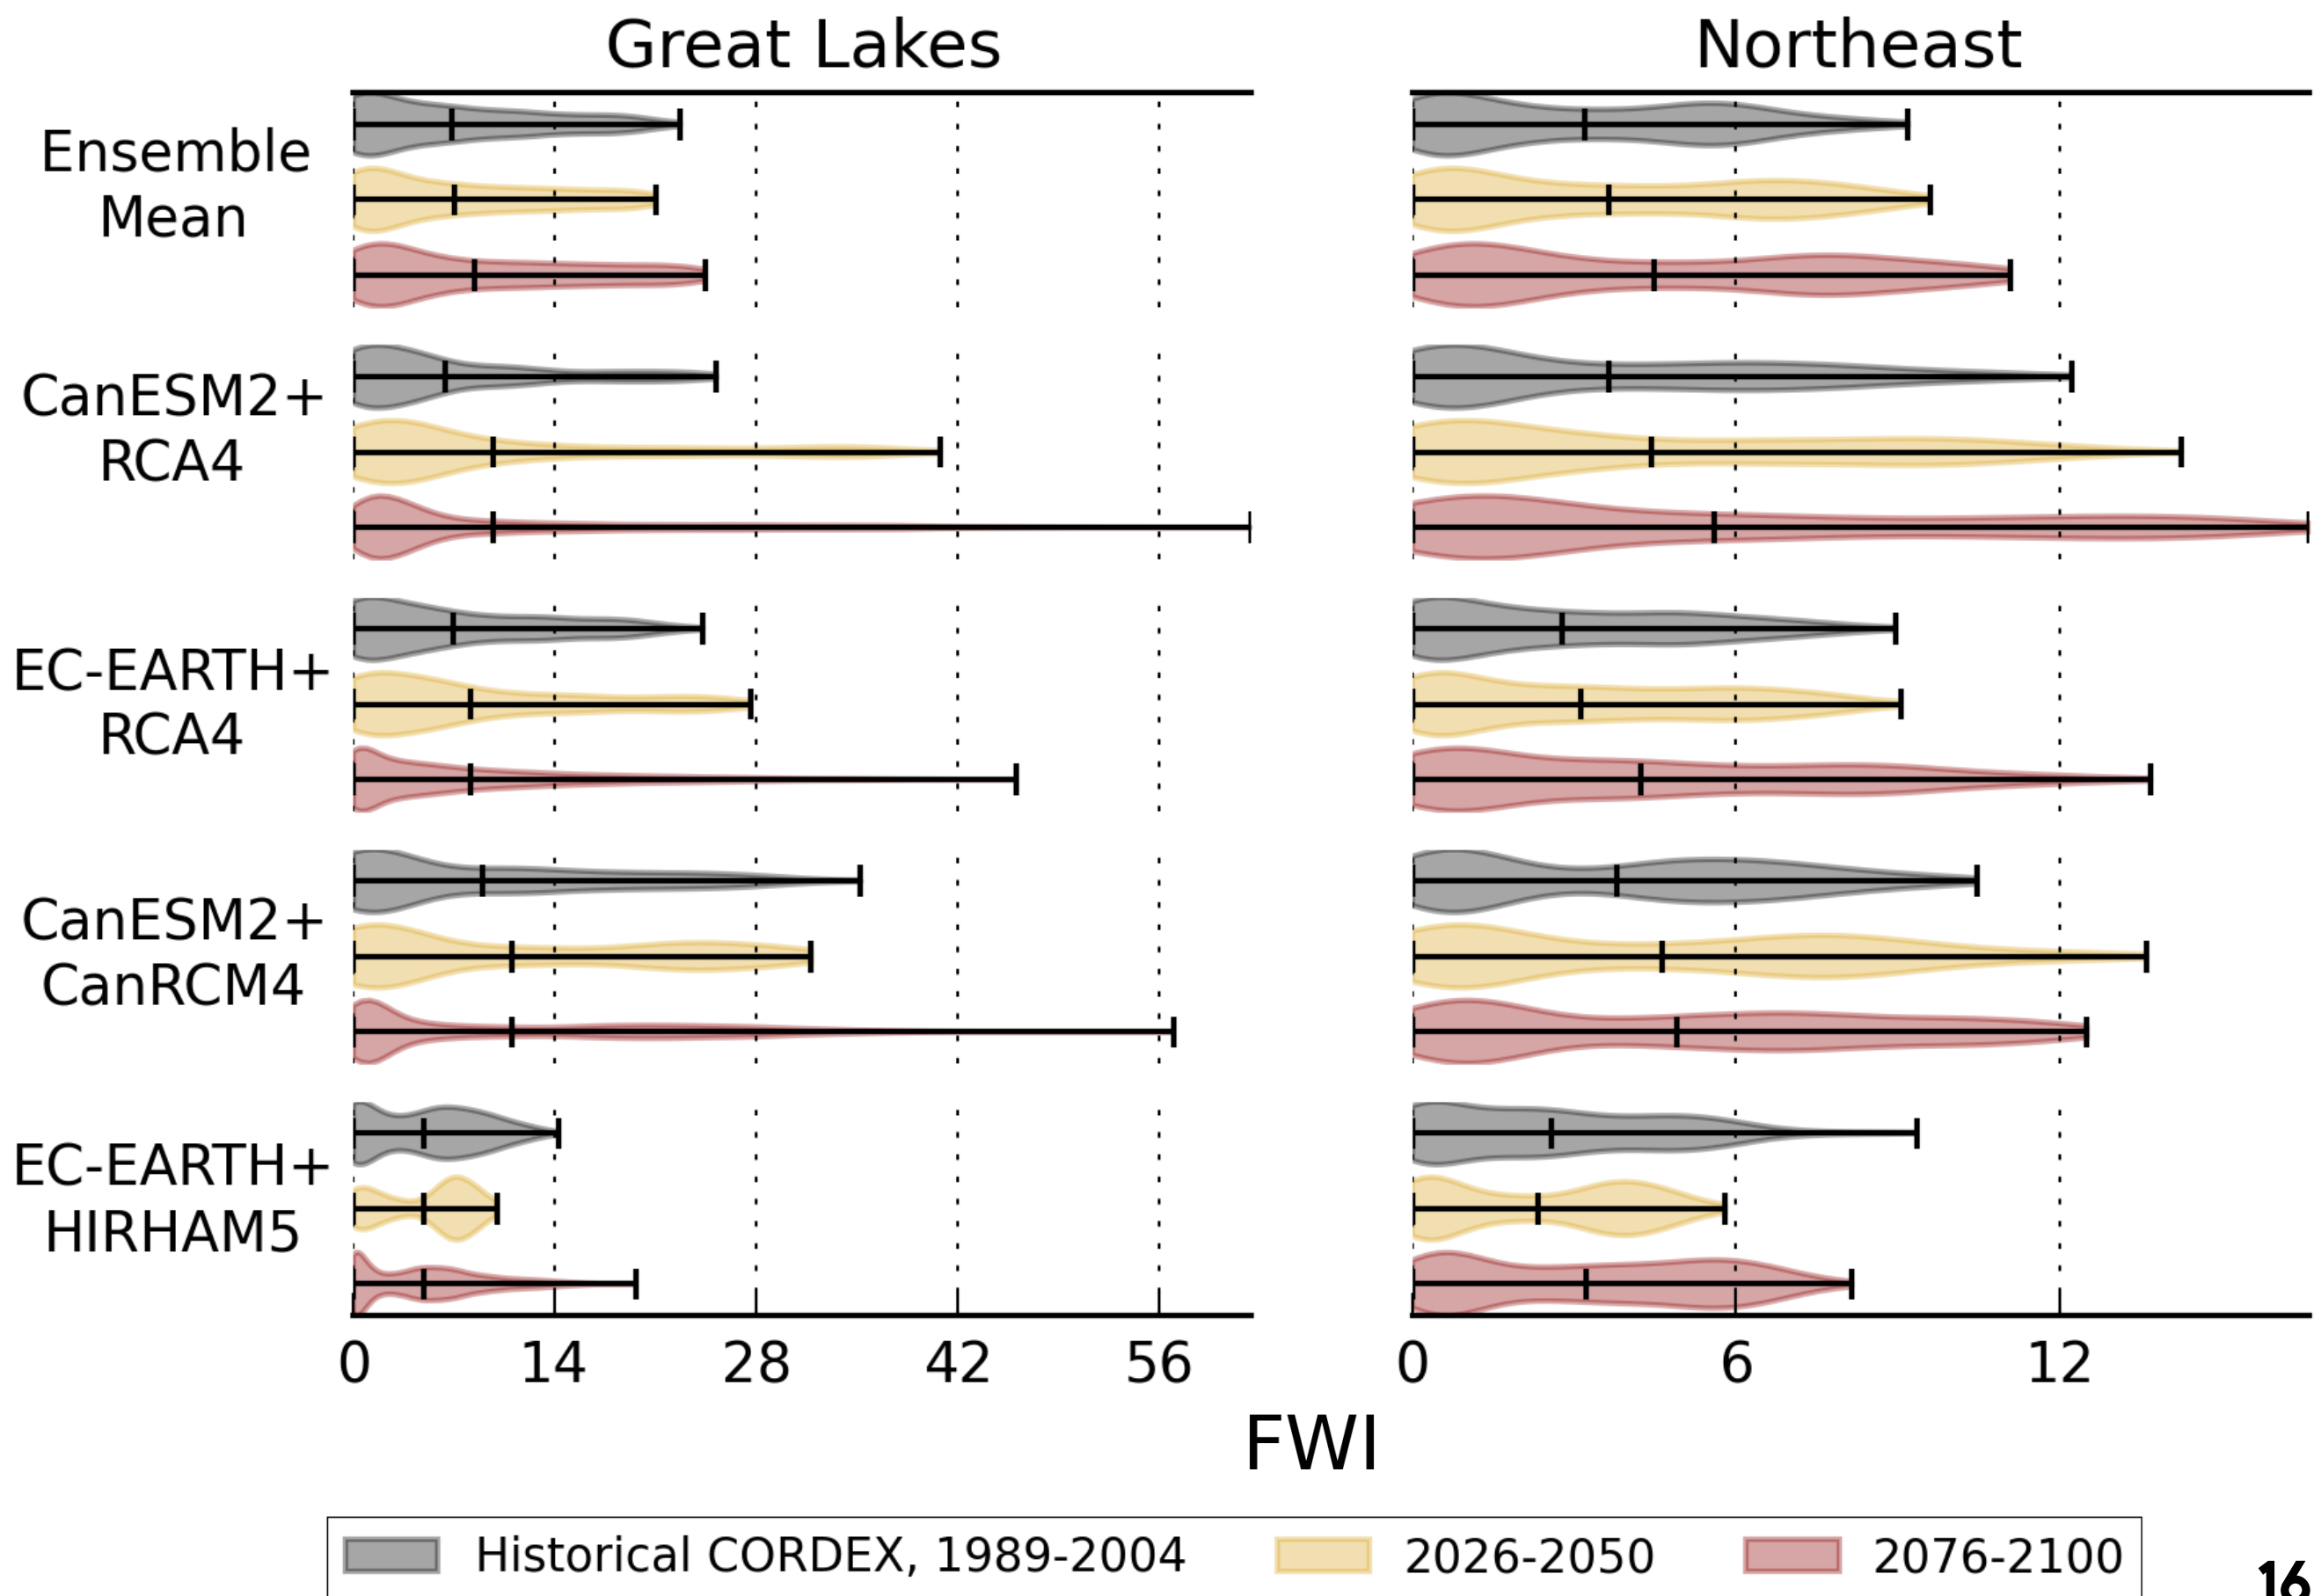 Great Lakes
Northeast
Ensemble
Mean
CanESM2+
RCA4
EC-EARTH+
RCA4
CanESM2+
CanRCM4
EC-EARTH+
HIRHAM5
0 14 28 42 56
0 6 12
FWI
Historical CORDEX, 1989-2004 2026-2050 2076-2100
16